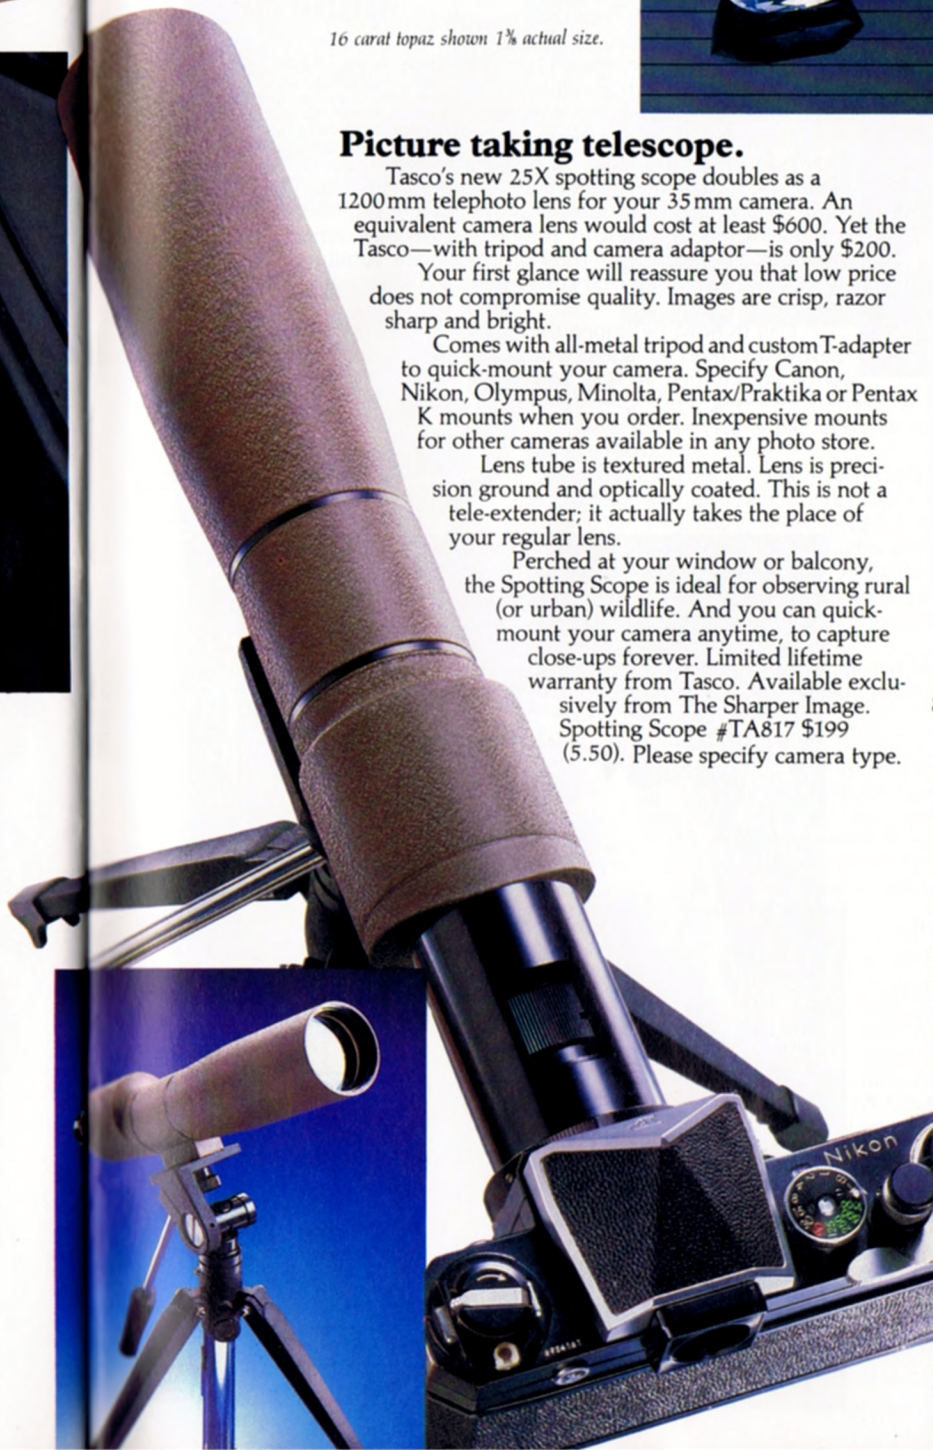 16 carat topaz shown 1⅜ actual size.
Picture taking telescope.
Tasco's new 25X spotting scope doubles as a
1200mm telephoto lens for your 35mm camera. An
equivalent camera lens would cost at least $600. Yet the
Tasco—with tripod and camera adaptor—is only $200.
Your first glance will reassure you that low price
does not compromise quality. Images are crisp, razor
sharp and bright.
Comes with all-metal tripod and custom T-adapter
to quick-mount your camera. Specify Canon,
Nikon, Olympus, Minolta, Pentax/Praktika or Pentax
K mounts when you order. Inexpensive mounts
for other cameras available in any photo store.
Lens tube is textured metal. Lens is preci-
sion ground and optically coated. This is not a
tele-extender; it actually takes the place of
your regular lens.
Perched at your window or balcony,
the Spotting Scope is ideal for observing rural
(or urban) wildlife. And you can quick-
mount your camera anytime, to capture
close-ups forever. Limited lifetime
warranty from Tasco. Available exclu-
sively from The Sharper Image.
Spotting Scope #TA817 $199
(5.50). Please specify camera type.
Nikon